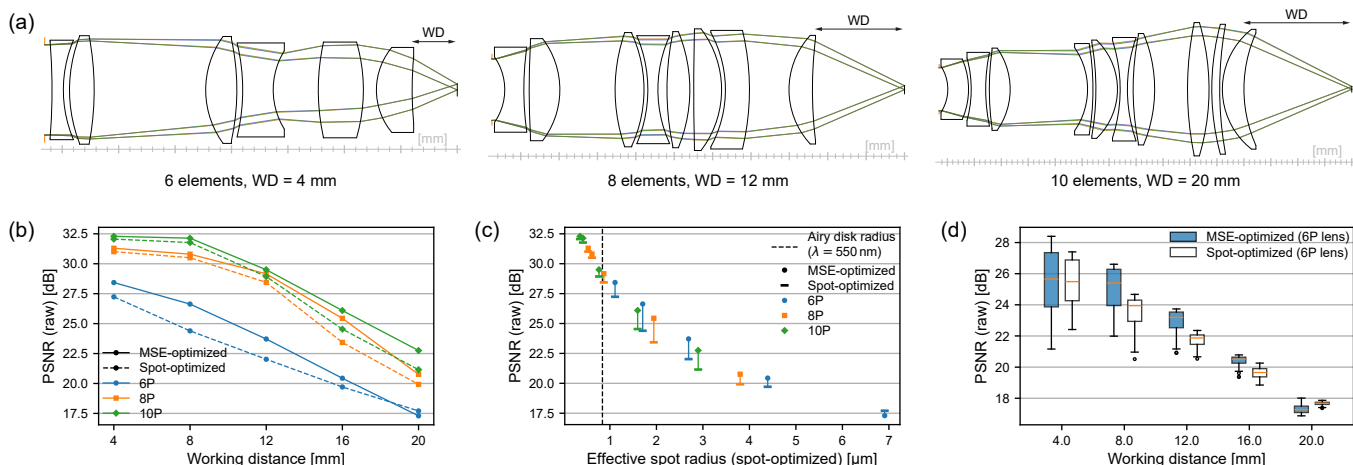 (a)
WD
WD
WD
[mm]
[mm]
[mm]
6 elements, WD = 4 mm
8 elements, WD = 12 mm
10 elements, WD = 20 mm
(b)
PSNR (raw) [dB]
32.5
30.0
27.5
25.0
22.5
20.0
17.5
MSE-optimized
Spot-optimized
6P
8P
10P
4
8
12
16
20
Working distance [mm]
(c)
PSNR (raw) [dB]
32.5
30.0
27.5
25.0
22.5
20.0
17.5
Airy disk radius
(λ = 550 nm)
MSE-optimized
Spot-optimized
6P
8P
10P
1
2
3
4
5
6
7
Effective spot radius (spot-optimized) [μm]
(d)
PSNR (raw) [dB]
28
26
24
22
20
18
MSE-optimized (6P lens)
Spot-optimized (6P lens)
4.0
8.0
12.0
16.0
20.0
Working distance [mm]